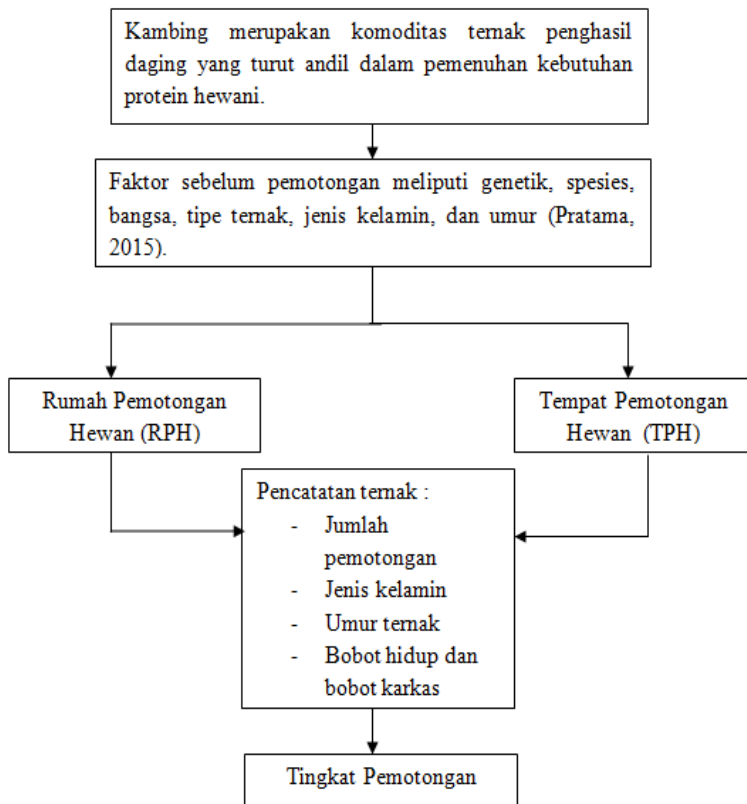 Kambing merupakan komoditas ternak penghasil
daging yang turut andil dalam pemenuhan kebutuhan
protein hewani.
Faktor sebelum pemotongan meliputi genetik, spesies,
bangsa, tipe ternak, jenis kelamin, dan umur (Pratama,
2015).
Rumah Pemotongan
Hewan (RPH)
Tempat Pemotongan
Hewan (TPH)
Pencatatan ternak :
- Jumlah
pemotongan
- Jenis kelamin
- Umur ternak
- Bobot hidup dan
bobot karkas
Tingkat Pemotongan